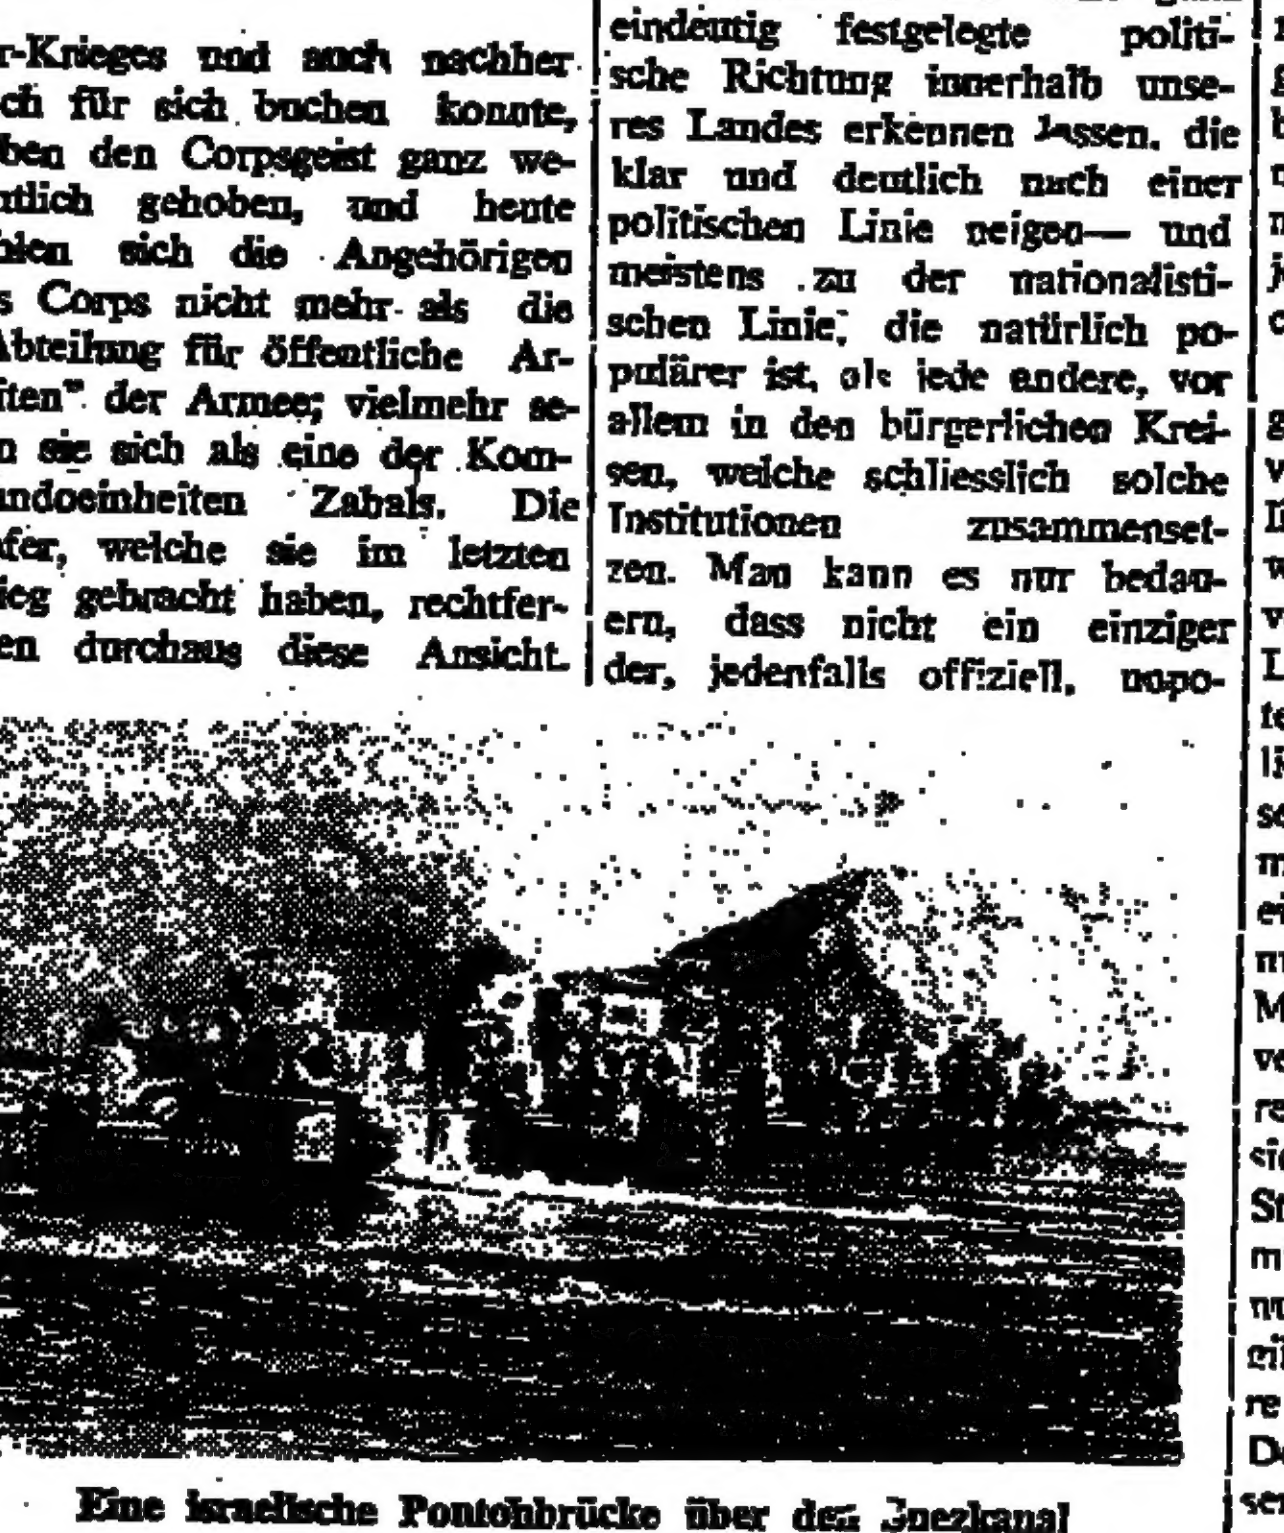 r-Krieges und auch nachher
ch für sich buchen konnte,
ben den Corpsgeist ganz we-
ntlich gehoben, und heute
hlen sich die Angehörigen
s Corps nicht mehr als die
Abteilung für öffentliche Ar-
iten" der Armee; vielmehr se-
n sie sich als eine der Kom-
andoeinheiten Zahals. Die
fer, welche sie im letzten
ieg gebracht haben, rechtfer-
en durchaus diese Ansicht.
eindeutig festgelegte politi-
sche Richtung innerhalb unse-
res Landes erkennen lassen, die
klar und deutlich nach einer
politischen Linie neigen— und
meistens zu der nationalisti-
schen Linie, die natürlich po-
pulärer ist, als jede andere, vor
allem in den bürgerlichen Krei-
sen, welche schliesslich solche
Institutionen zusammenset-
zen. Man kann es nur bedau-
ern, dass nicht ein einziger
der, jedenfalls offiziell, unpo-
Eine israelische Pontonbrücke über den Suezkanal